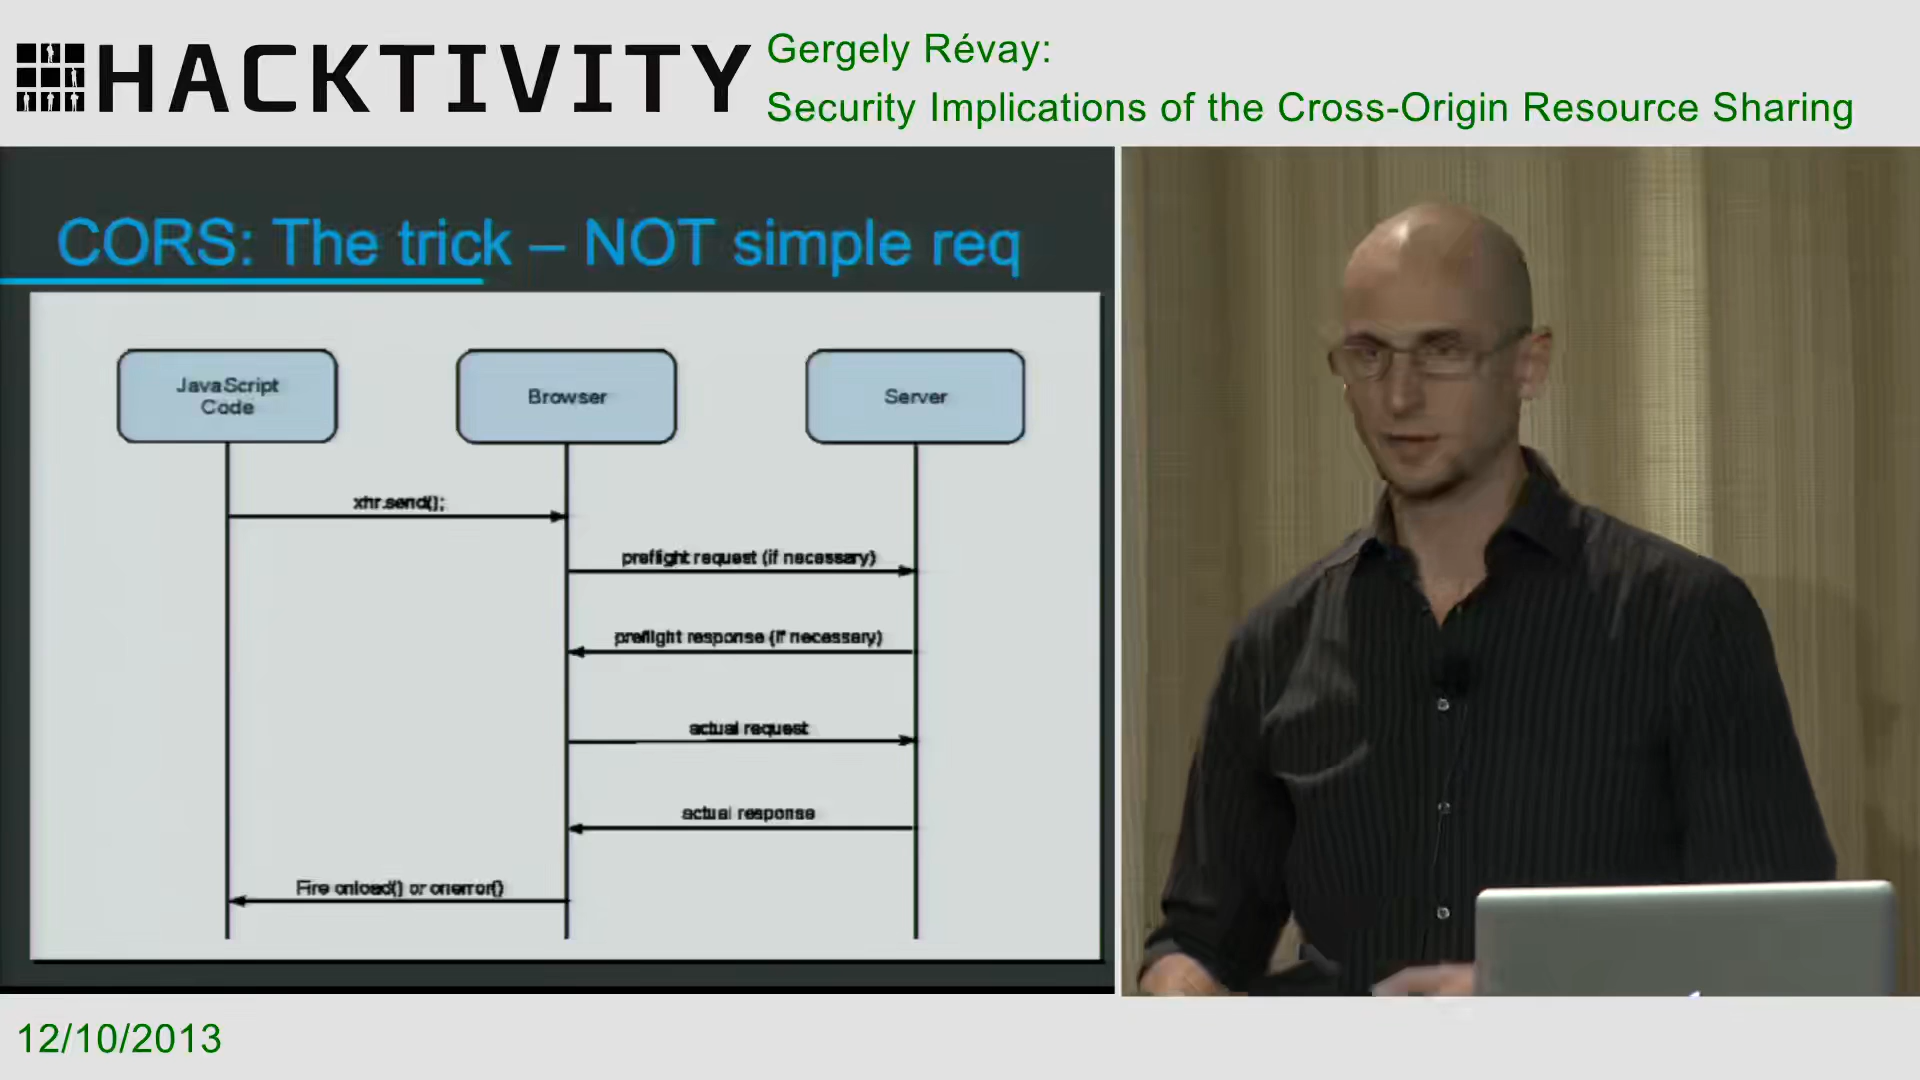 HACKTIVITY
Gergely Révay:
Security Implications of the Cross-Origin Resource Sharing
CORS: The trick – NOT simple req
JavaScript
Code
Browser
Server
xhr.send();
preflight request (if necessary)
preflight response (if necessary)
actual request
actual response
Fire onload() or onerror()
12/10/2013